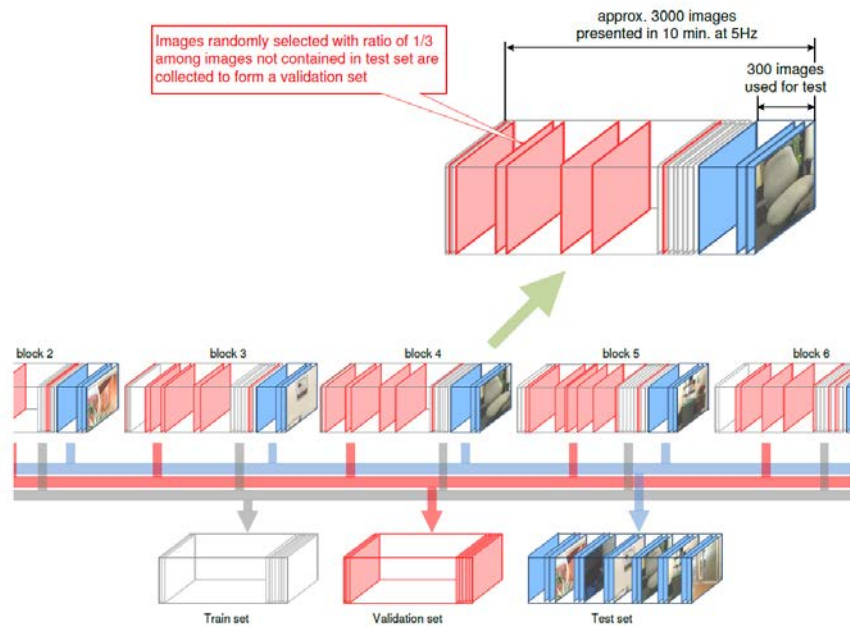 approx. 3000 images
presented in 10 min. at 5Hz
Images randomly selected with ratio of 1/3
among images not contained in test set are
collected to form a validation set
300 images
used for test
block 2
block 3
block 4
block 5
block 6
Train set
Validation set
Test set